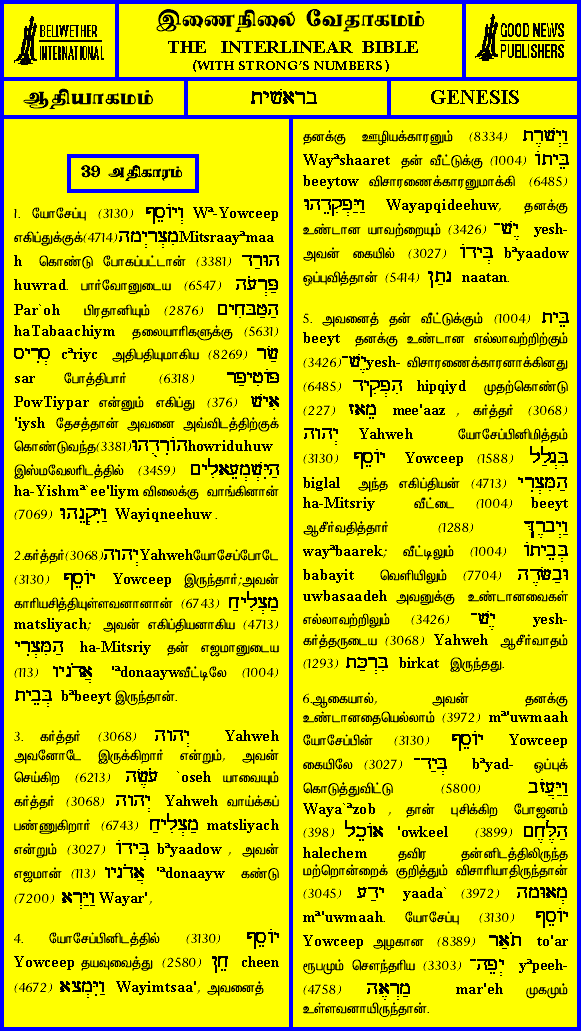 BELLWETHER
INTERNATIONAL
இணைநிலை வேதாகமம்
THE INTERLINEAR BIBLE
(WITH STRONG'S NUMBERS)
GOOD NEWS
PUBLISHERS
ஆதியாகமம்
בראשית
GENESIS
39 அதிகாரம்
1. யோசேப்பு (3130) וְיוֹסֵף Wª-Yowceep
எகிப்துக்குக்(4714)מִצְרַיְמָה Mitsraayªmaa
h கொண்டு போகப்பட்டான் (3381) הוּרַד
huwrad. பார்வோனுடைய (6547) פַּרְעֹה
Par`oh பிரதானியும் (2876) הַטַּבָּחִים
haTabaachiym தலையாரிகளுக்கு (5631)
סְרִיס cªriyc அதிபதியுமாகிய (8269) שַׂר
sar போத்திபார் (6318) פּוֹטִיפַר
PowTiypar என்னும் எகிப்து (376) אִישׁ
'iysh தேசத்தான் அவனை அவ்விடத்திற்குக்
கொண்டுவந்த(3381)הוֹרִדֻהוּ howriduhuw
இஸ்மவேலரிடத்தில் (3459) הַיִּשְׁמְעֵאלִים
ha-Yishmª`ee'liym விலைக்கு வாங்கினான்
(7069) וַיִּקְנֵהוּ Wayiqneehuw .
2.கர்த்தர்(3068)יְהוָה Yahwehயோசேப்போடே
(3130) יוֹסֵף Yowceep இருந்தார்;அவன்
காரியசித்தியுள்ளவனானான் (6743) מַצְלִיחַ
matsliyach; அவன் எகிப்தியனாகிய (4713)
הַמִּצְרִי ha-Mitsriy தன் எஜமானுடைய
(113) אֲדֹנָיו 'ªdonaaywவீட்டிலே (1004)
בְּבֵית bªbeeyt இருந்தான்.
3. கர்த்தர் (3068) יְהוָה Yahweh
அவனோடே இருக்கிறார் என்றும், அவன்
செய்கிற (6213) עֹשֶׂה `oseh யாவையும்
கர்த்தர் (3068) יְהוָה Yahweh வாய்க்கப்
பண்ணுகிறார் (6743) מַצְלִיחַ matsliyach
என்றும் (3027) בְּיָדוֹ bªyaadow , அவன்
எஜமான் (113) אֲדֹנָיו 'ªdonaayw கண்டு
(7200) וַיַּרְא Wayar',
4. யோசேப்பினிடத்தில் (3130) יוֹסֵף
Yowceep தயவுவைத்து (2580) חֵן cheen
(4672) וַיִּמְצָא Wayimtsaa', அவனைத்
தனக்கு ஊழியக்காரனும் (8334) וַיְשָׁרֶת
Wayªshaaret தன் வீட்டுக்கு (1004) בֵּיתוֹ
beeytow விசாரணைக்காரனுமாக்கி (6485)
וַיַּפְקִדֵהוּ Wayapqideehuw, தனக்கு
உண்டான யாவற்றையும் (3426) יֶשׁ־ yesh-
அவன் கையில் (3027) בְּיָדוֹ bªyaadow
ஒப்புவித்தான் (5414) נָתַן naatan.
5. அவனைத் தன் வீட்டுக்கும் (1004) בֵּית
beeyt தனக்கு உண்டான எல்லாவற்றிற்கும்
(3426)יֶשׁ־yesh- விசாரணைக்காரனாக்கினது
(6485) הִפְקִיד hipqiyd முதற்கொண்டு
(227) מֵאָז mee'aaz , கர்த்தர் (3068)
יְהוָה Yahweh யோசேப்பினிமித்தம்
(3130) יוֹסֵף Yowceep (1588) בִּגְלַל
biglal அந்த எகிப்தியன் (4713) הַמִּצְרִי
ha-Mitsriy வீட்டை (1004) beeyt
ஆசீர்வதித்தார் (1288) וַיְבָרֶךְ
wayªbaarek; வீட்டிலும் (1004) בְּבֵיתוֹ
babayit வெளியிலும் (7704) וּבַשָּׂדֶה
uwbasaadeh அவனுக்கு உண்டானவைகள்
எல்லாவற்றிலும் (3426) יֶשׁ־ yesh-
கர்த்தருடைய (3068) Yahweh ஆசீர்வாதம்
(1293) בִּרְכַּת birkat இருந்தது.
6.ஆகையால், அவன் தனக்கு
உண்டானதையெல்லாம் (3972) mª'uwmaah
யோசேப்பின் (3130) יוֹסֵף Yowceep
கையிலே (3027) בְּיַד־ bªyad- ஒப்புக்
கொடுத்துவிட்டு (5800) וַיַּעֲזֹב
Waya`ªzob , தான் புசிக்கிற போஜனம்
(398) אוֹכֵל 'owkeel (3899) הַלֶּחֶם
halechem தவிர தன்னிடத்திலிருந்த
மற்றொன்றைக் குறித்தும் விசாரியாதிருந்தான்
(3045) יָדַע yaada` (3972) מְאוּמָה
mª'uwmaah. யோசேப்பு (3130) יוֹסֵף
Yowceep அழகான (8389) תֹאַר to'ar
ரூபமும் சௌந்தரிய (3303) יְפֵה־ yªpeeh-
(4758) מַרְאֶה mar'eh முகமும்
உள்ளவனாயிருந்தான்.